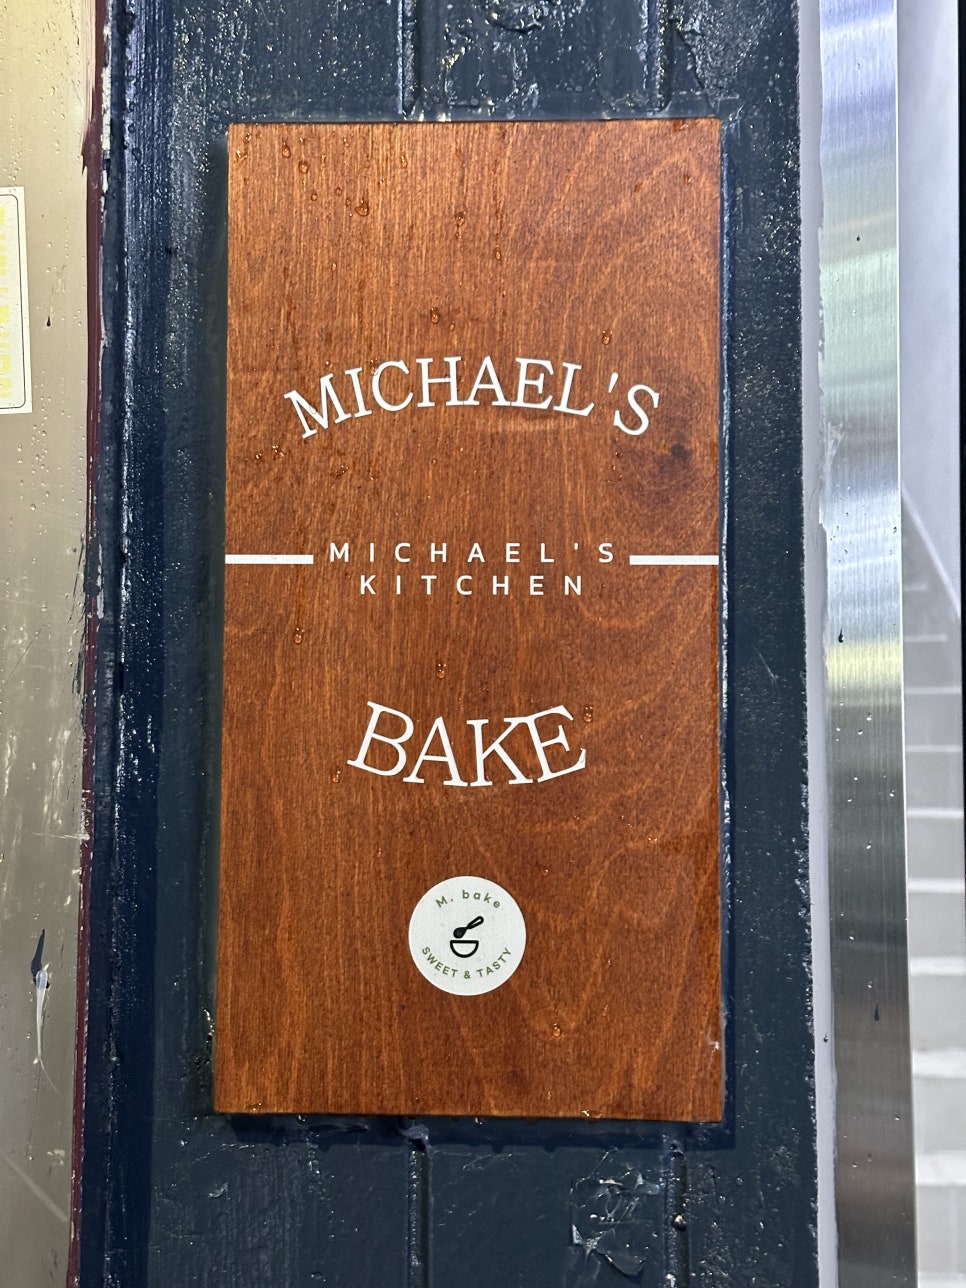 MICHAEL'S
MICHAEL'S
KITCHEN
BAKE
M. bake
SWEET & TASTY